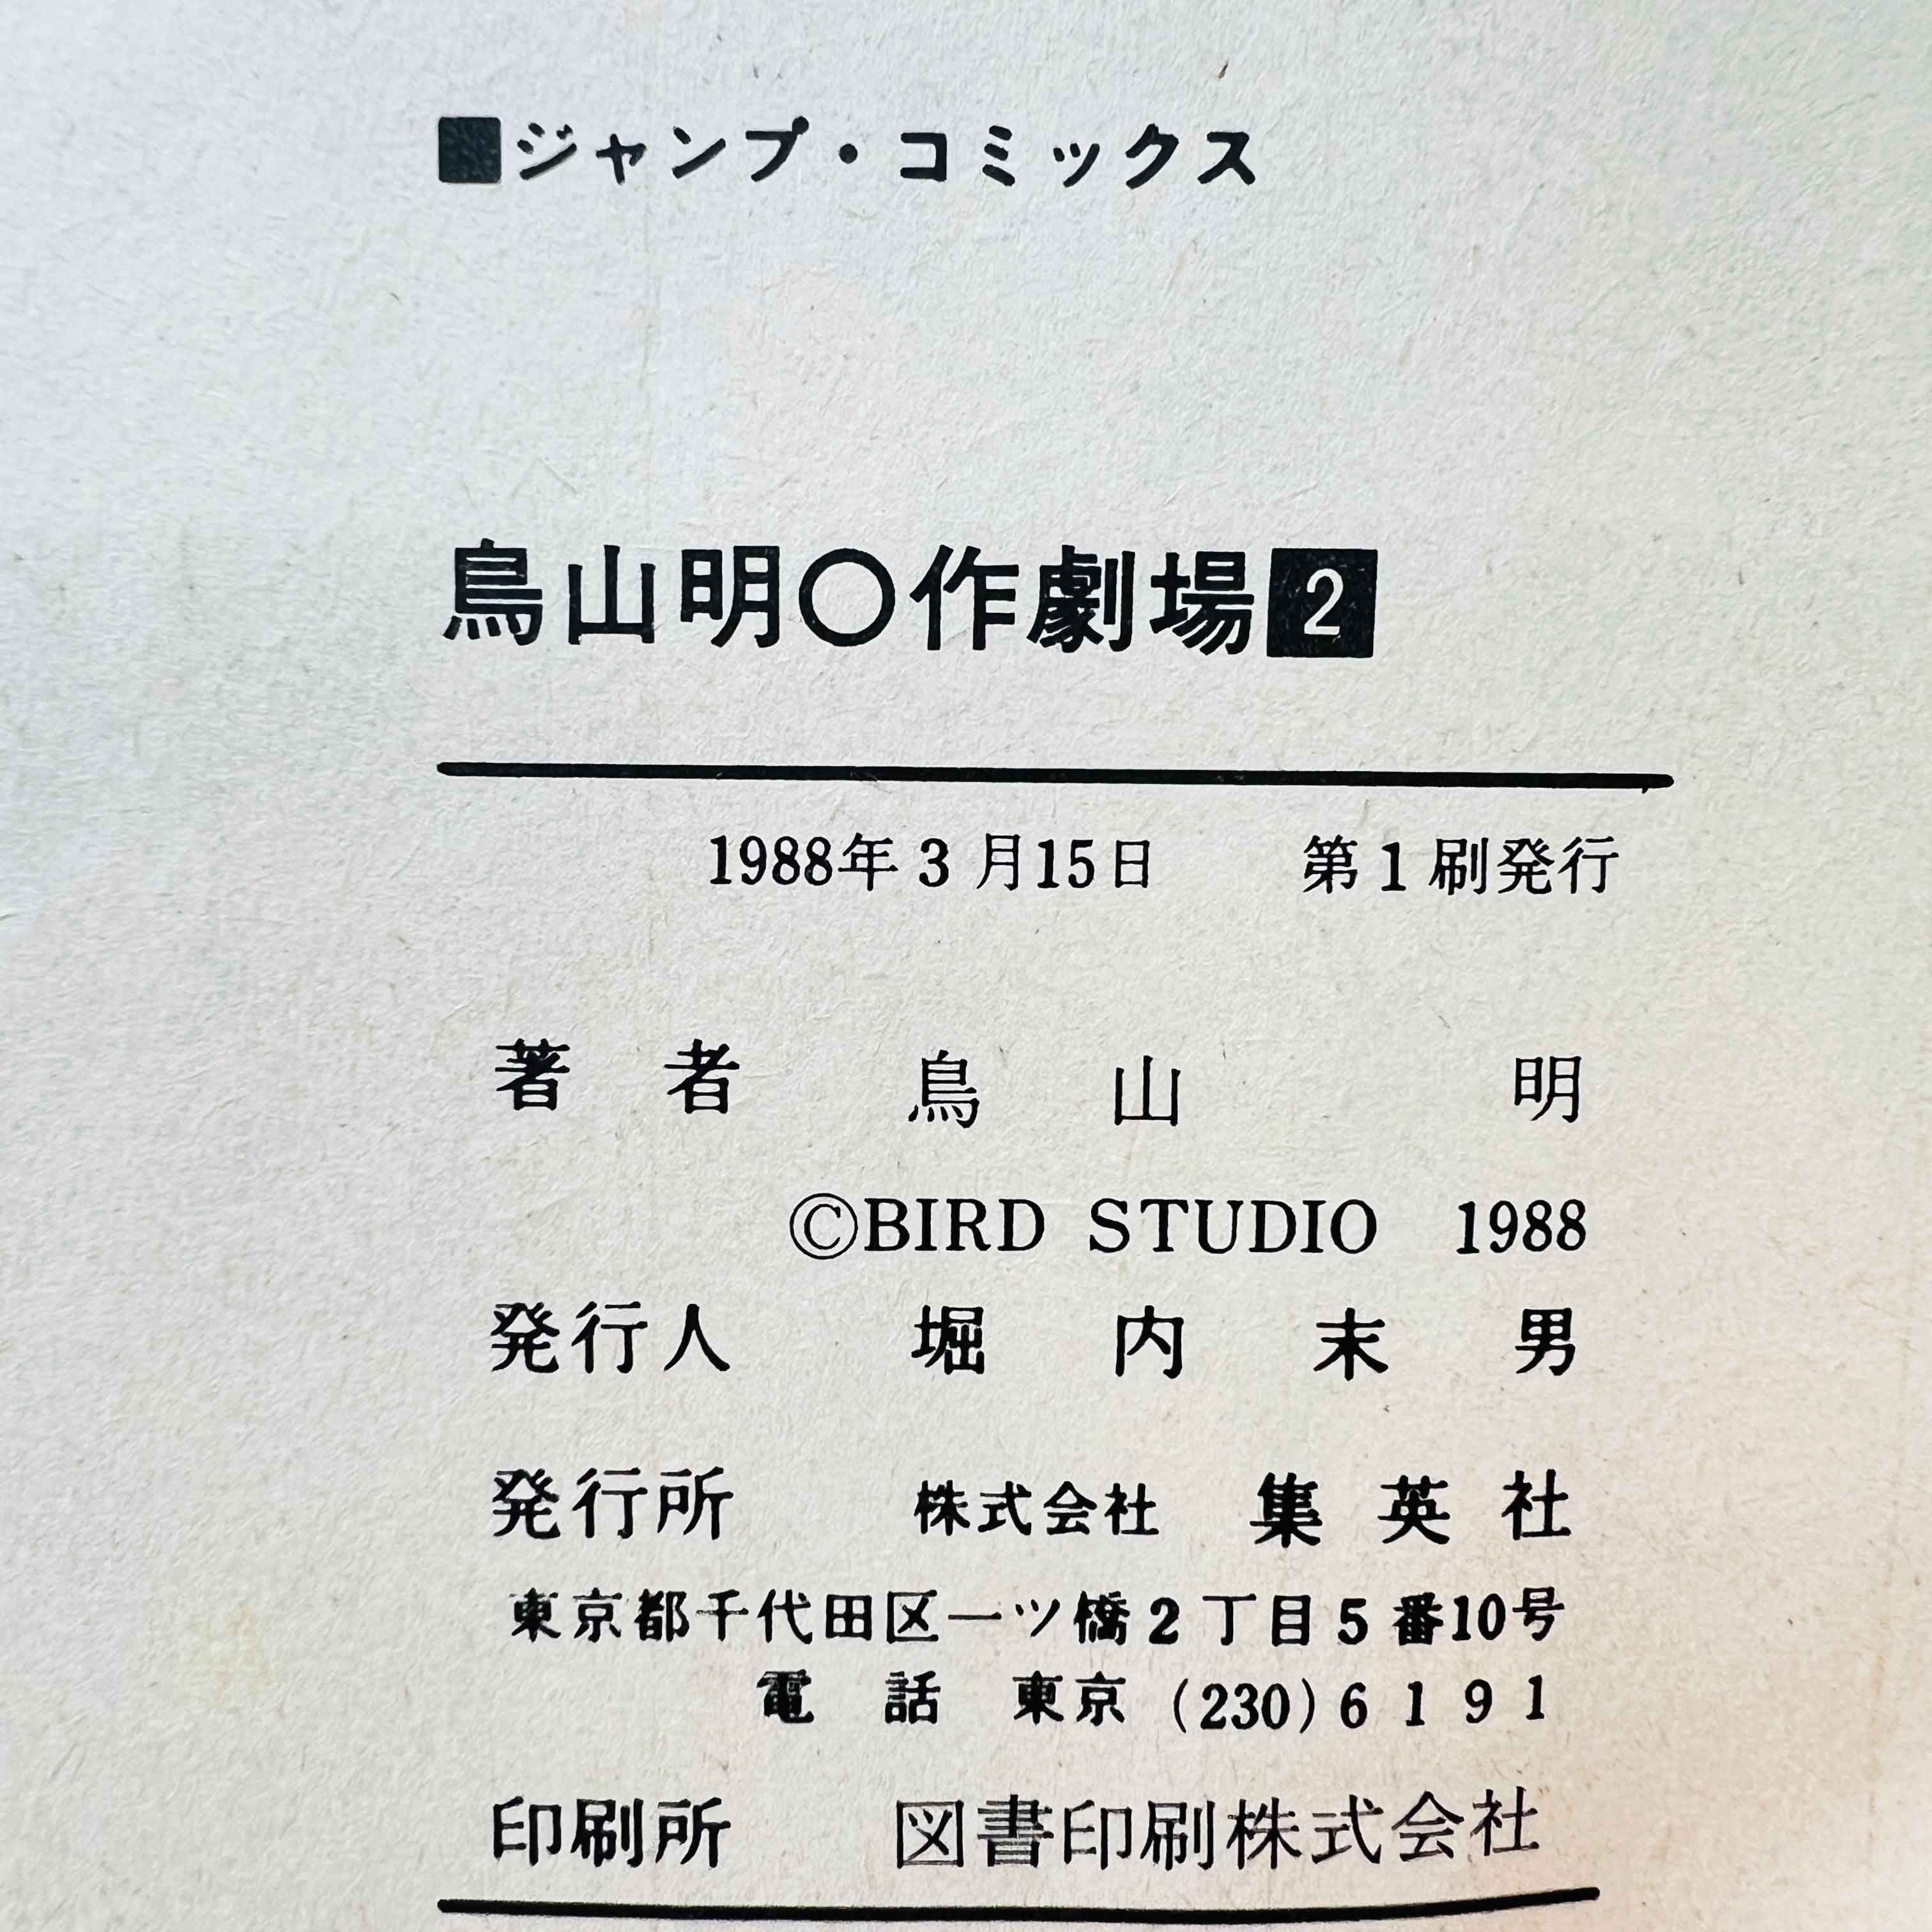 ■ジャンプ・コミックス
鳥山明○作劇場2
1988年3月15日 第1刷発行
著者 鳥山明
©BIRD STUDIO 1988
発行人 堀内末男
発行所 株式会社 集英社
東京都千代田区一ツ橋2丁目5番10号
電話 東京(230)6191
印刷所 図書印刷株式会社